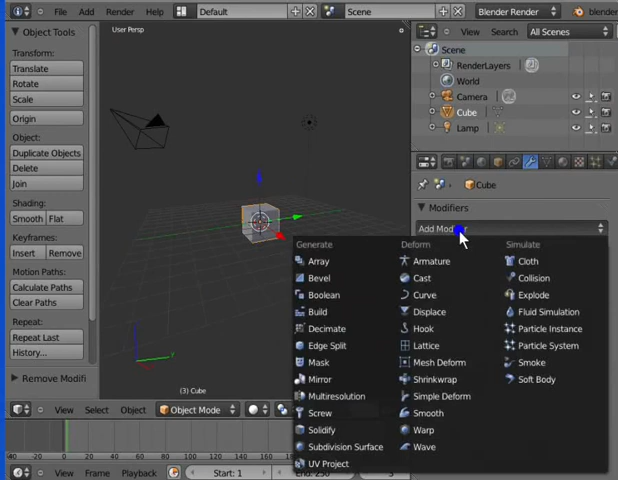 File Add Render Help Default Scene Blender Render blender
Object Tools
Transform:
Translate
Rotate
Scale
Origin
Object:
Duplicate Objects
Delete
Join
Shading:
Smooth Flat
Keyframes:
Insert Remove
Motion Paths:
Calculate Paths
Clear Paths
Repeat:
Repeat Last
History...
Remove Modifi
User Persp
(3) Cube
View Search All Scenes
Scene
RenderLayers
World
Camera
Cube
Lamp
Cube
Modifiers
Add Mod
Generate
Array
Bevel
Boolean
Build
Decimate
Edge Split
Mask
Mirror
Multiresolution
Screw
Solidify
Subdivision Surface
UV Project
Deform
Armature
Cast
Curve
Displace
Hook
Lattice
Mesh Deform
Shrinkwrap
Simple Deform
Smooth
Warp
Wave
Simulate
Cloth
Collision
Explode
Fluid Simulation
Particle Instance
Particle System
Smoke
Soft Body
View Select Object Object Mode
-40 -20 0 20 40 60 80 100 120
View Frame Playback Start: 1 End: 250